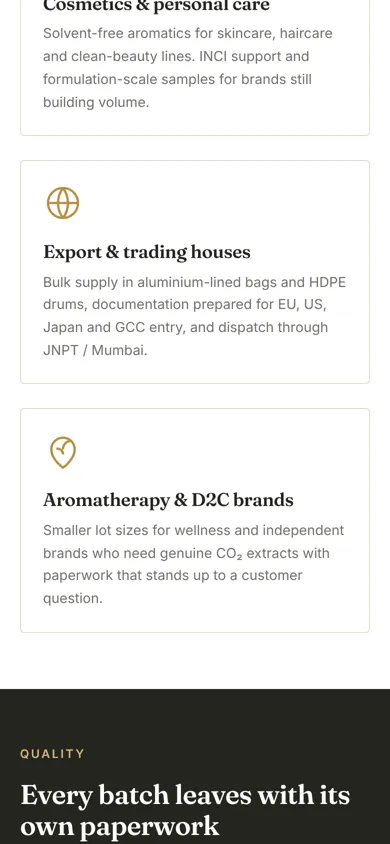 Cosmetics & personal care
Solvent-free aromatics for skincare, haircare
and clean-beauty lines. INCI support and
formulation-scale samples for brands still
building volume.
Export & trading houses
Bulk supply in aluminium-lined bags and HDPE
drums, documentation prepared for EU, US,
Japan and GCC entry, and dispatch through
JNPT / Mumbai.
Aromatherapy & D2C brands
Smaller lot sizes for wellness and independent
brands who need genuine CO₂ extracts with
paperwork that stands up to a customer
question.
QUALITY
Every batch leaves with its
own paperwork